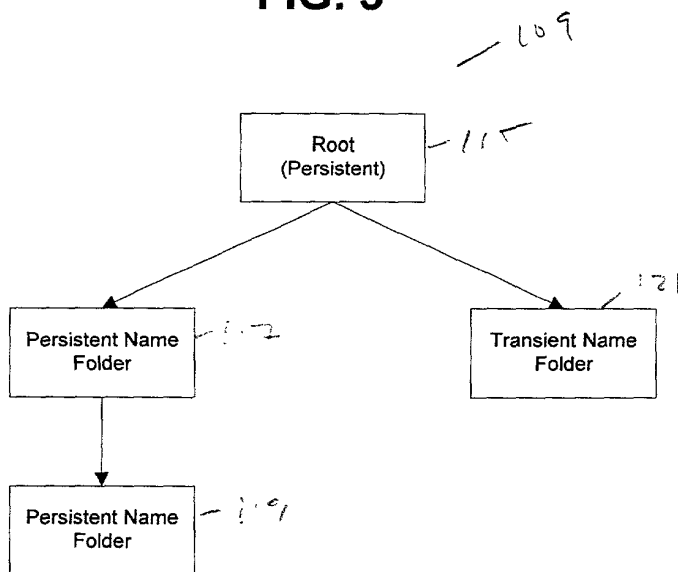 109
Root
(Persistent)
115
121
Persistent Name
Folder
Transient Name
Folder
Persistent Name
Folder